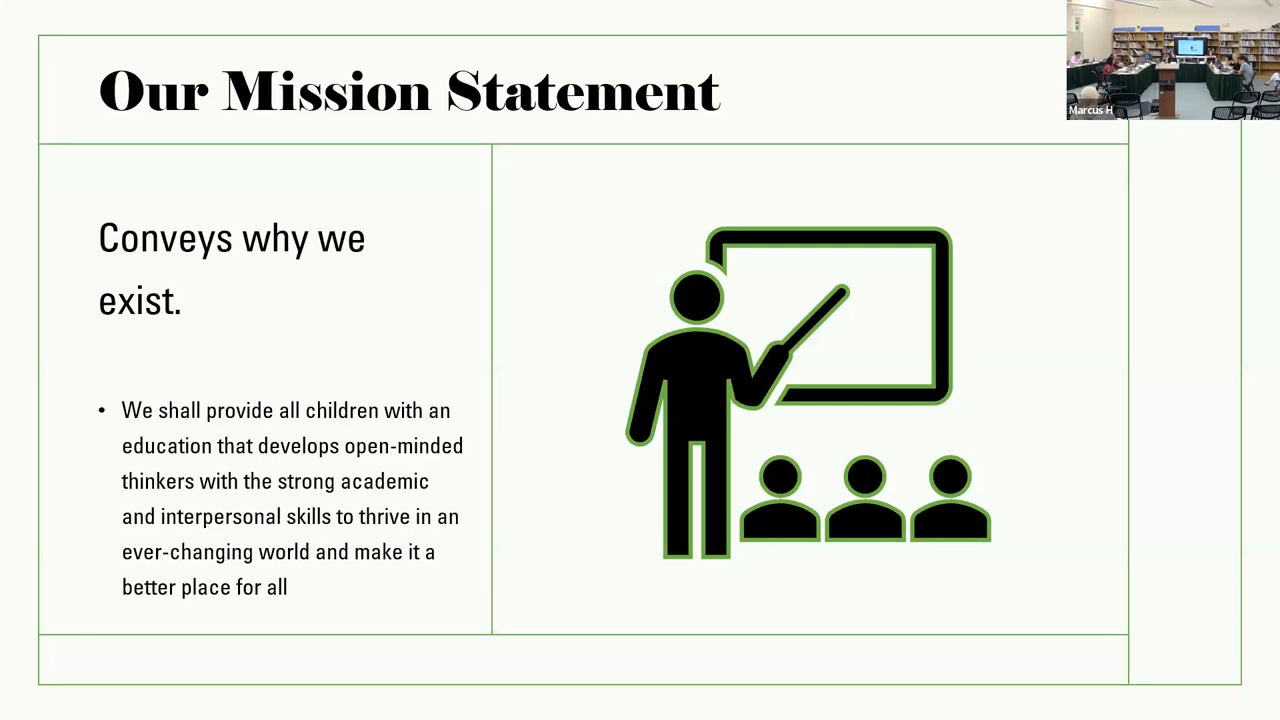 Our Mission Statement
Marcus H
Conveys why we
exist.
• We shall provide all children with an
education that develops open-minded
thinkers with the strong academic
and interpersonal skills to thrive in an
ever-changing world and make it a
better place for all